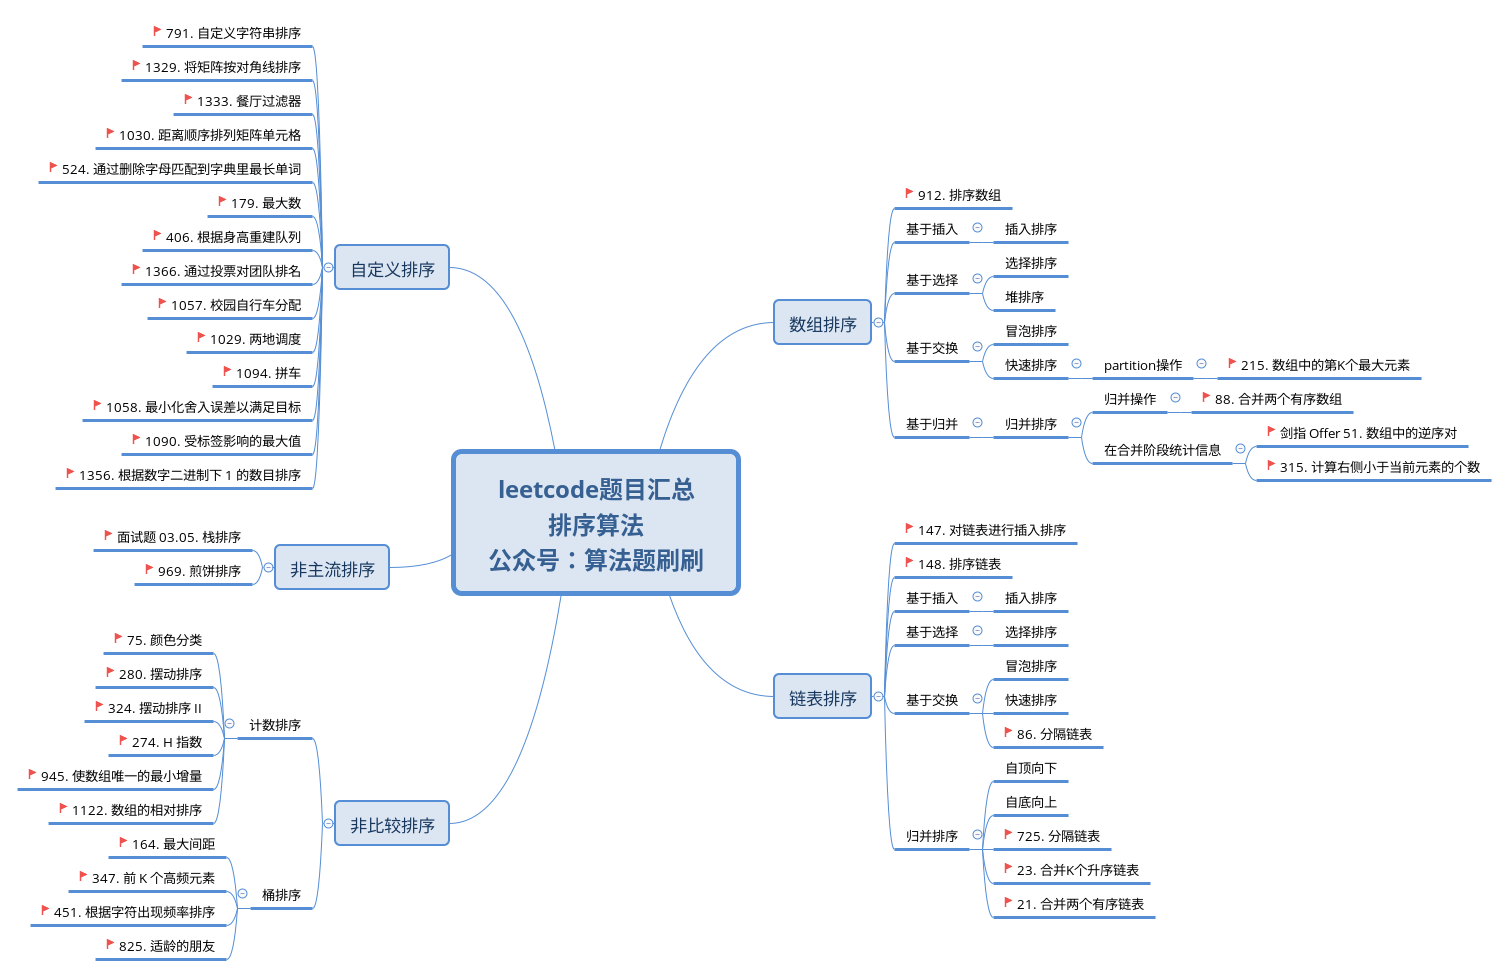 leetcode题目汇总
排序算法
公众号：算法题刷刷
自定义排序
791. 自定义字符串排序
1329. 将矩阵按对角线排序
1333. 餐厅过滤器
1030. 距离顺序排列矩阵单元格
524. 通过删除字母匹配到字典里最长单词
179. 最大数
406. 根据身高重建队列
1366. 通过投票对团队排名
1057. 校园自行车分配
1029. 两地调度
1094. 拼车
1058. 最小化舍入误差以满足目标
1090. 受标签影响的最大值
1356. 根据数字二进制下 1 的数目排序
非主流排序
面试题 03.05. 栈排序
969. 煎饼排序
非比较排序
计数排序
75. 颜色分类
280. 摆动排序
324. 摆动排序 II
274. H 指数
945. 使数组唯一的最小增量
1122. 数组的相对排序
桶排序
164. 最大间距
347. 前 K 个高频元素
451. 根据字符出现频率排序
825. 适龄的朋友
数组排序
912. 排序数组
基于插入
插入排序
基于选择
选择排序
堆排序
基于交换
冒泡排序
快速排序
partition操作
215. 数组中的第K个最大元素
基于归并
归并排序
归并操作
88. 合并两个有序数组
在合并阶段统计信息
剑指 Offer 51. 数组中的逆序对
315. 计算右侧小于当前元素的个数
链表排序
147. 对链表进行插入排序
148. 排序链表
基于插入
插入排序
基于选择
选择排序
基于交换
冒泡排序
快速排序
86. 分隔链表
归并排序
自顶向下
自底向上
725. 分隔链表
23. 合并K个升序链表
21. 合并两个有序链表